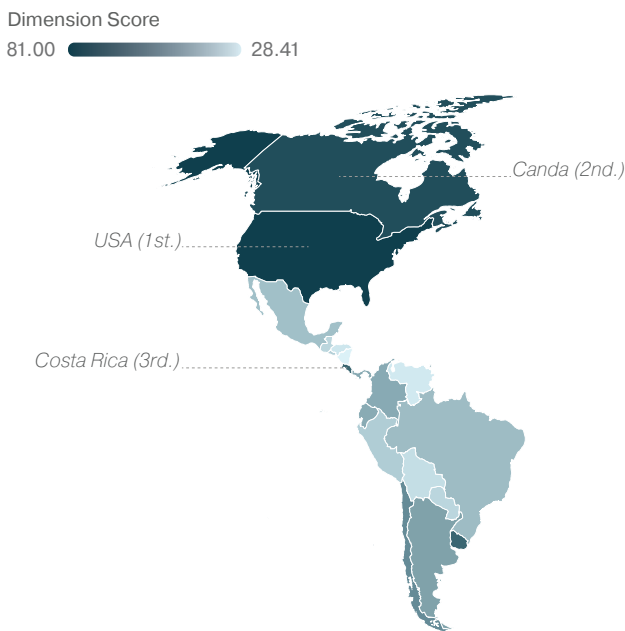 Dimension Score
81.00 28.41
Canda (2nd.)
USA (1st.)
Costa Rica (3rd.)